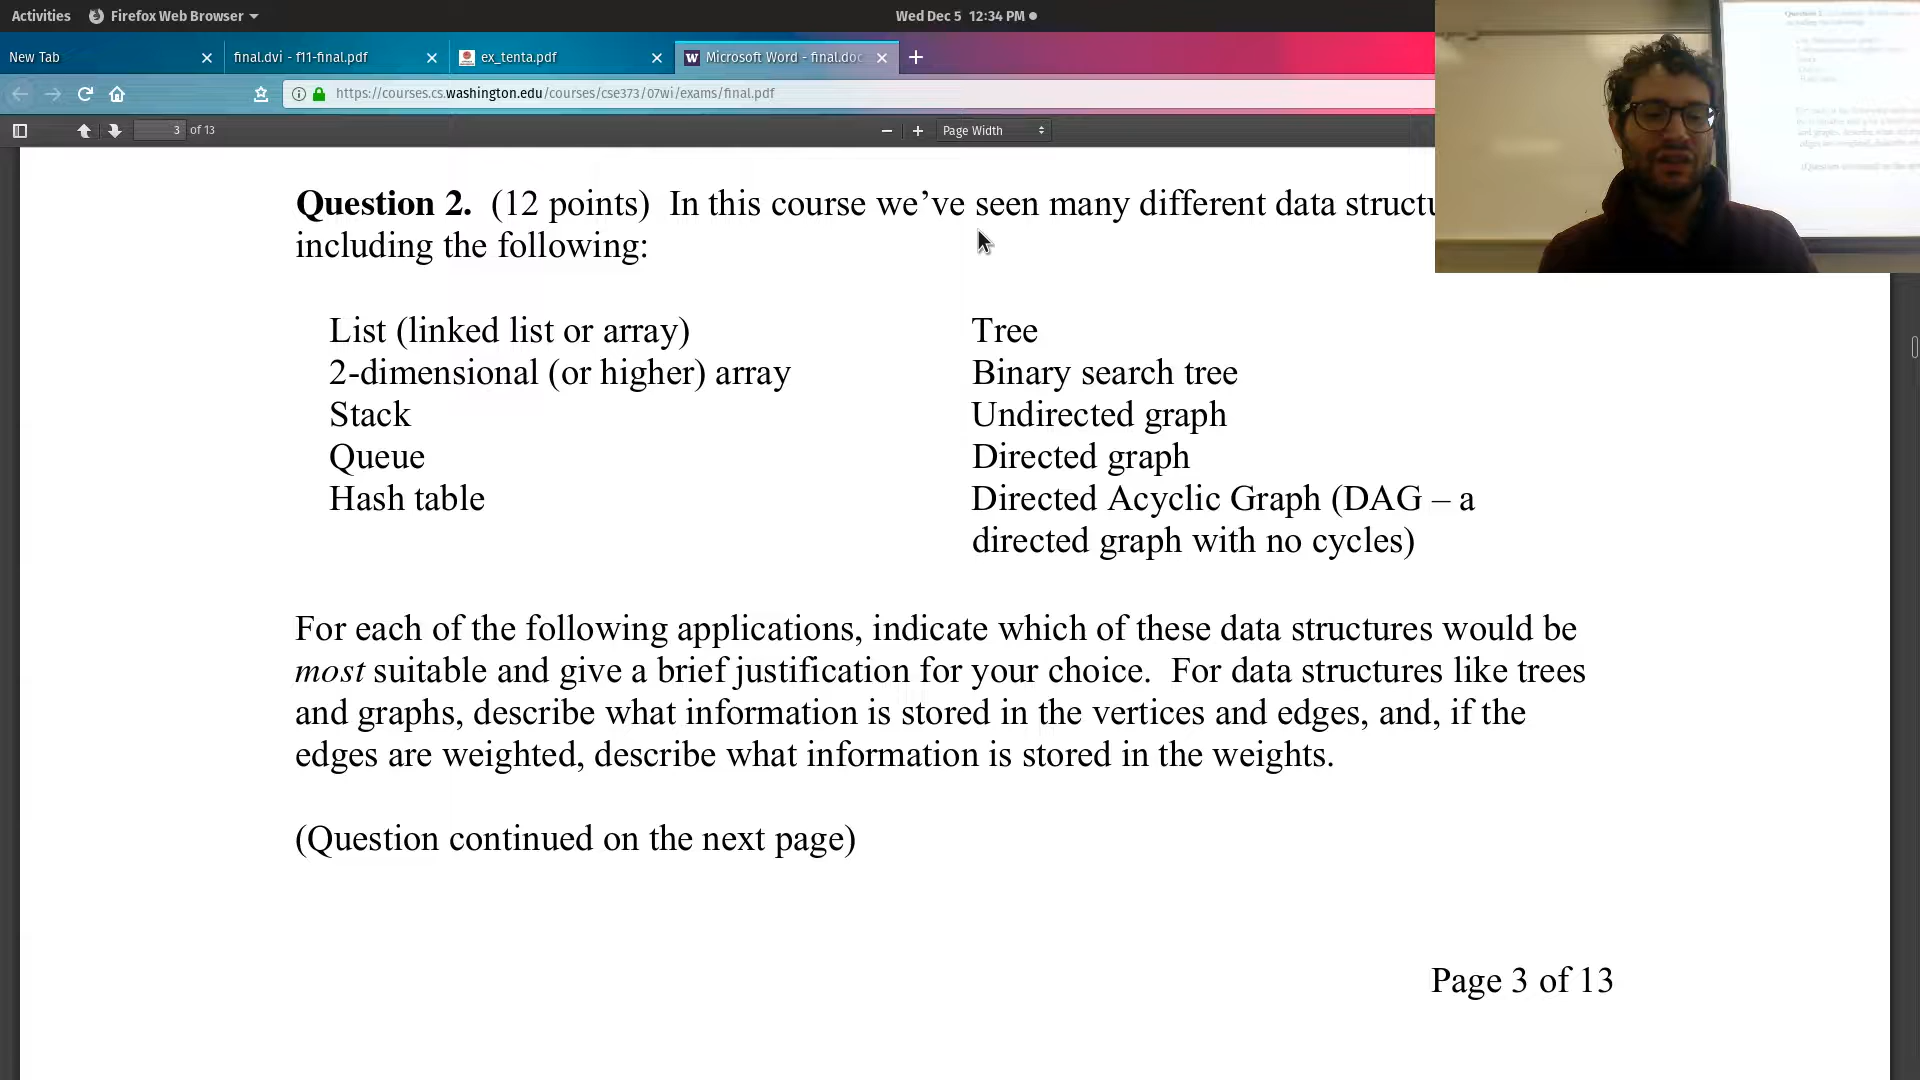 Activities Firefox Web Browser Wed Dec 5 12:34 PM
New Tab final.dvi - f11-final.pdf ex_tenta.pdf Microsoft Word - final.doc
https://courses.cs.washington.edu/courses/cse373/07wi/exams/final.pdf
3 of 13 Page Width
Question 2. (12 points) In this course we’ve seen many different data structu
including the following:
List (linked list or array)
2-dimensional (or higher) array
Stack
Queue
Hash table
Tree
Binary search tree
Undirected graph
Directed graph
Directed Acyclic Graph (DAG – a
directed graph with no cycles)
For each of the following applications, indicate which of these data structures would be
most suitable and give a brief justification for your choice. For data structures like trees
and graphs, describe what information is stored in the vertices and edges, and, if the
edges are weighted, describe what information is stored in the weights.
(Question continued on the next page)
Page 3 of 13